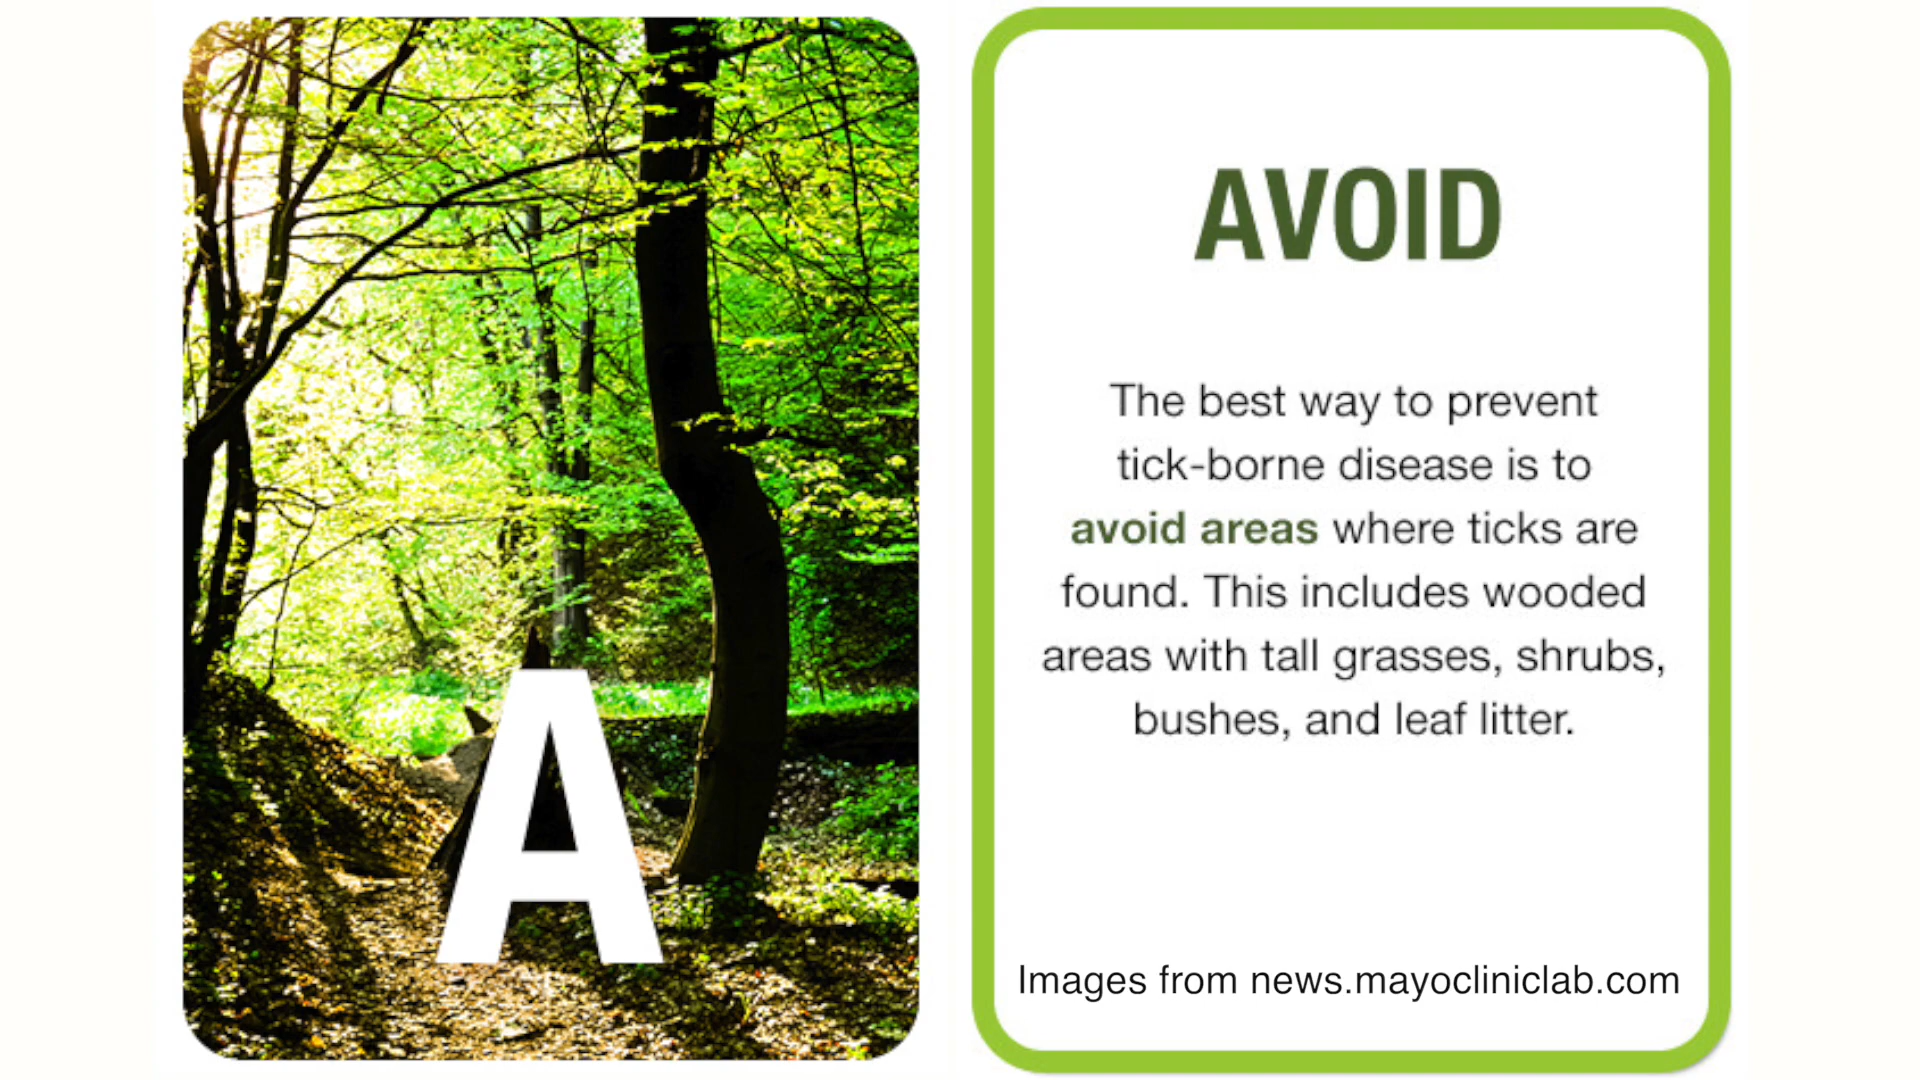 A
AVOID
The best way to prevent
tick-borne disease is to
avoid areas where ticks are
found. This includes wooded
areas with tall grasses, shrubs,
bushes, and leaf litter.
Images from news.mayocliniclab.com